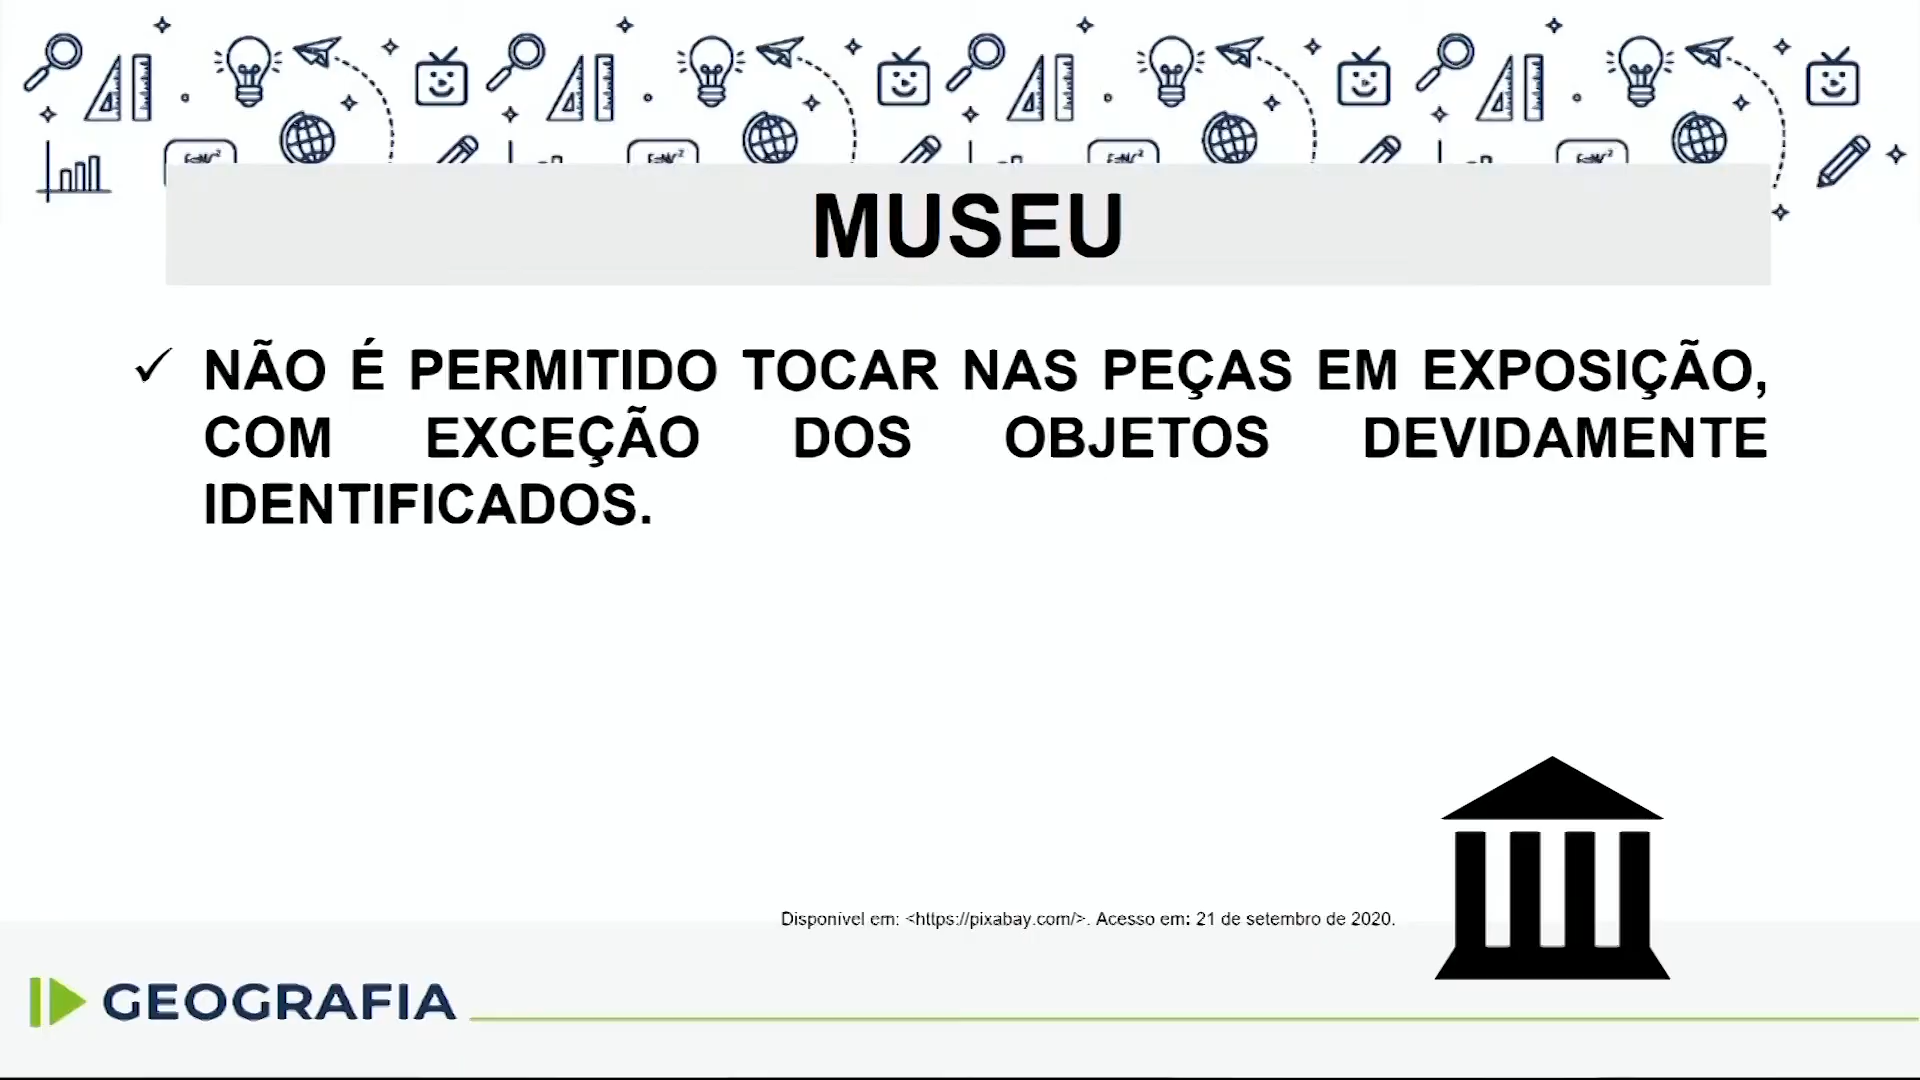 MUSEU
✓ NÃO É PERMITIDO TOCAR NAS PEÇAS EM EXPOSIÇÃO,
COM EXCEÇÃO DOS OBJETOS DEVIDAMENTE
IDENTIFICADOS.
Disponível em: <https://pixabay.com/>. Acesso em: 21 de setembro de 2020.
GEOGRAFIA